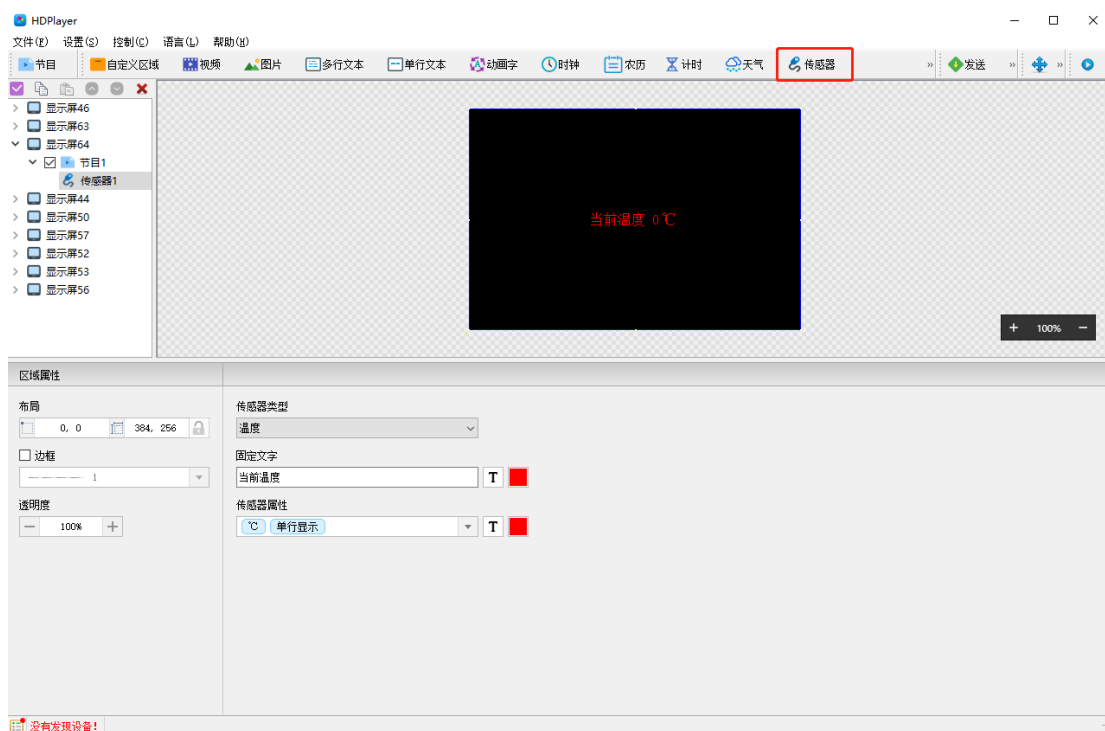 HDPlayer
文件(F) 设置(S) 控制(C) 语言(L) 帮助(H)
节目 自定义区域 视频 图片 多行文本 单行文本 动画字 时钟 农历 计时 天气 传感器 » 发送 » »
显示屏46
显示屏63
显示屏64
节目1
传感器1
显示屏44
显示屏50
显示屏57
显示屏52
显示屏53
显示屏56
当前温度 0℃
+ 100% −
区域属性
布局
0, 0 384, 256
边框
1
透明度
— 100% +
传感器类型
温度
固定文字
当前温度 T
传感器属性
℃ 单行显示 T
没有发现设备!